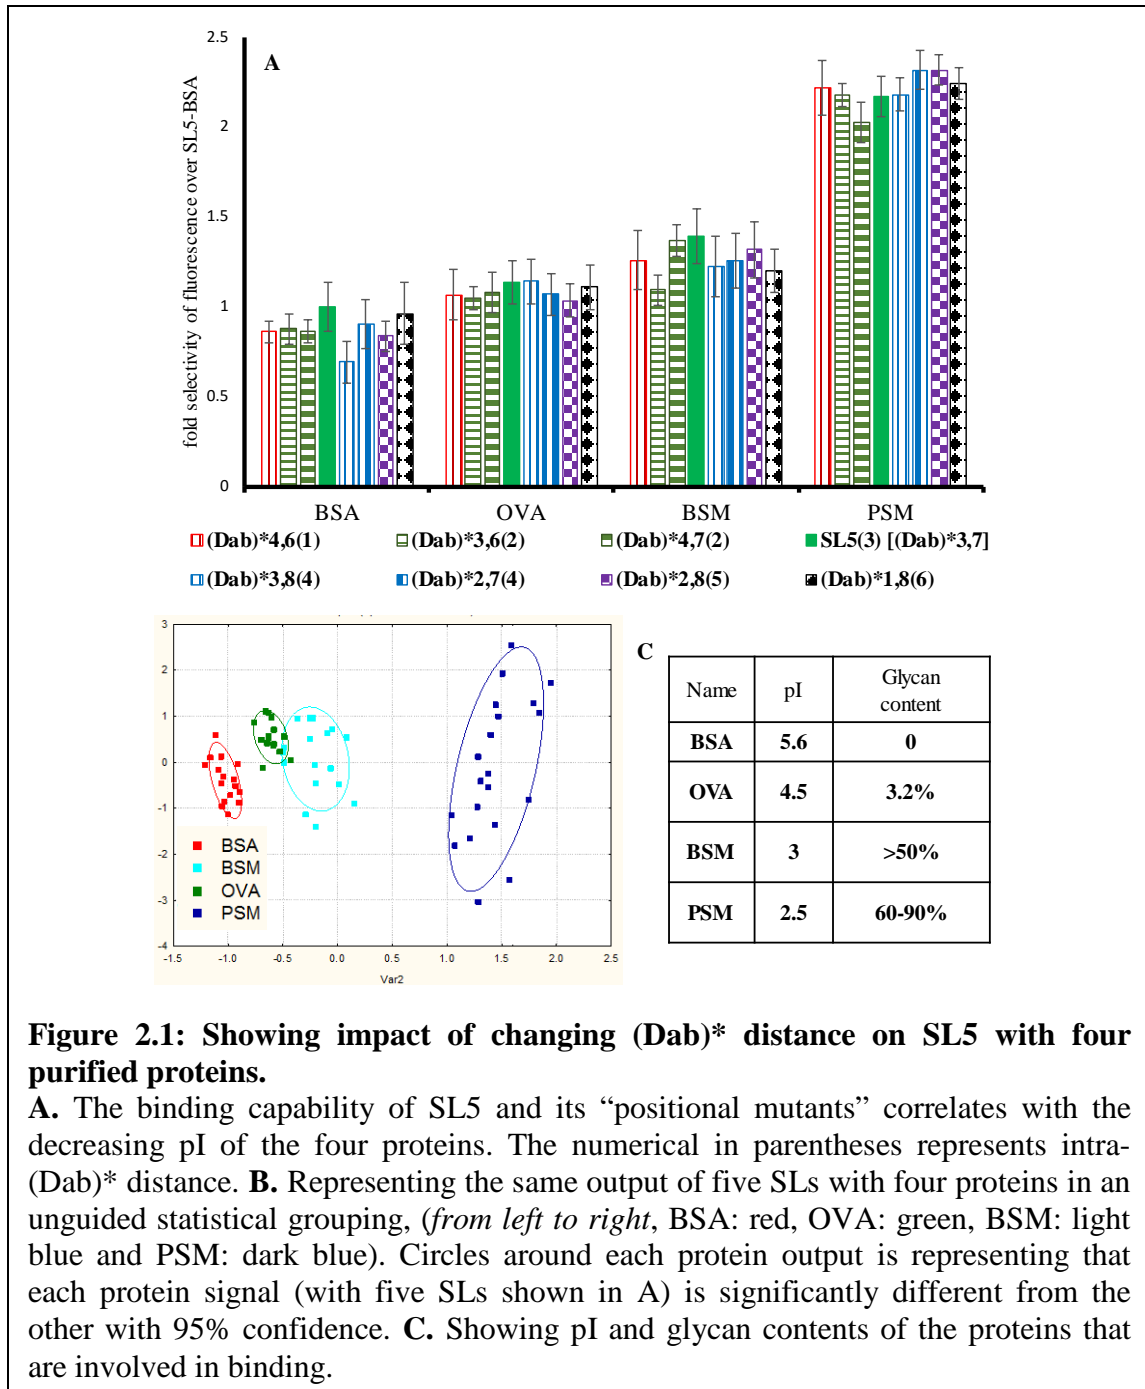 A
fold selectivity of fluorescence over SL5-BSA
2.5
2
1.5
1
0.5
0
BSA OVA BSM PSM
(Dab)*4,6(1) (Dab)*3,6(2) (Dab)*4,7(2) SL5(3) [(Dab)*3,7]
(Dab)*3,8(4) (Dab)*2,7(4) (Dab)*2,8(5) (Dab)*1,8(6)
3
2
1
0
-1
-2
-3
-4
BSA
BSM
OVA
PSM
-1.5 -1.0 -0.5 0.0 0.5 1.0 1.5 2.0 2.5
Var2
C
Name pI Glycan content
BSA 5.6 0
OVA 4.5 3.2%
BSM 3 >50%
PSM 2.5 60-90%
Figure 2.1: Showing impact of changing (Dab)* distance on SL5 with four
purified proteins.
A. The binding capability of SL5 and its “positional mutants” correlates with the
decreasing pI of the four proteins. The numerical in parentheses represents intra-
(Dab)* distance. B. Representing the same output of five SLs with four proteins in an
unguided statistical grouping, (from left to right, BSA: red, OVA: green, BSM: light
blue and PSM: dark blue). Circles around each protein output is representing that
each protein signal (with five SLs shown in A) is significantly different from the
other with 95% confidence. C. Showing pI and glycan contents of the proteins that
are involved in binding.